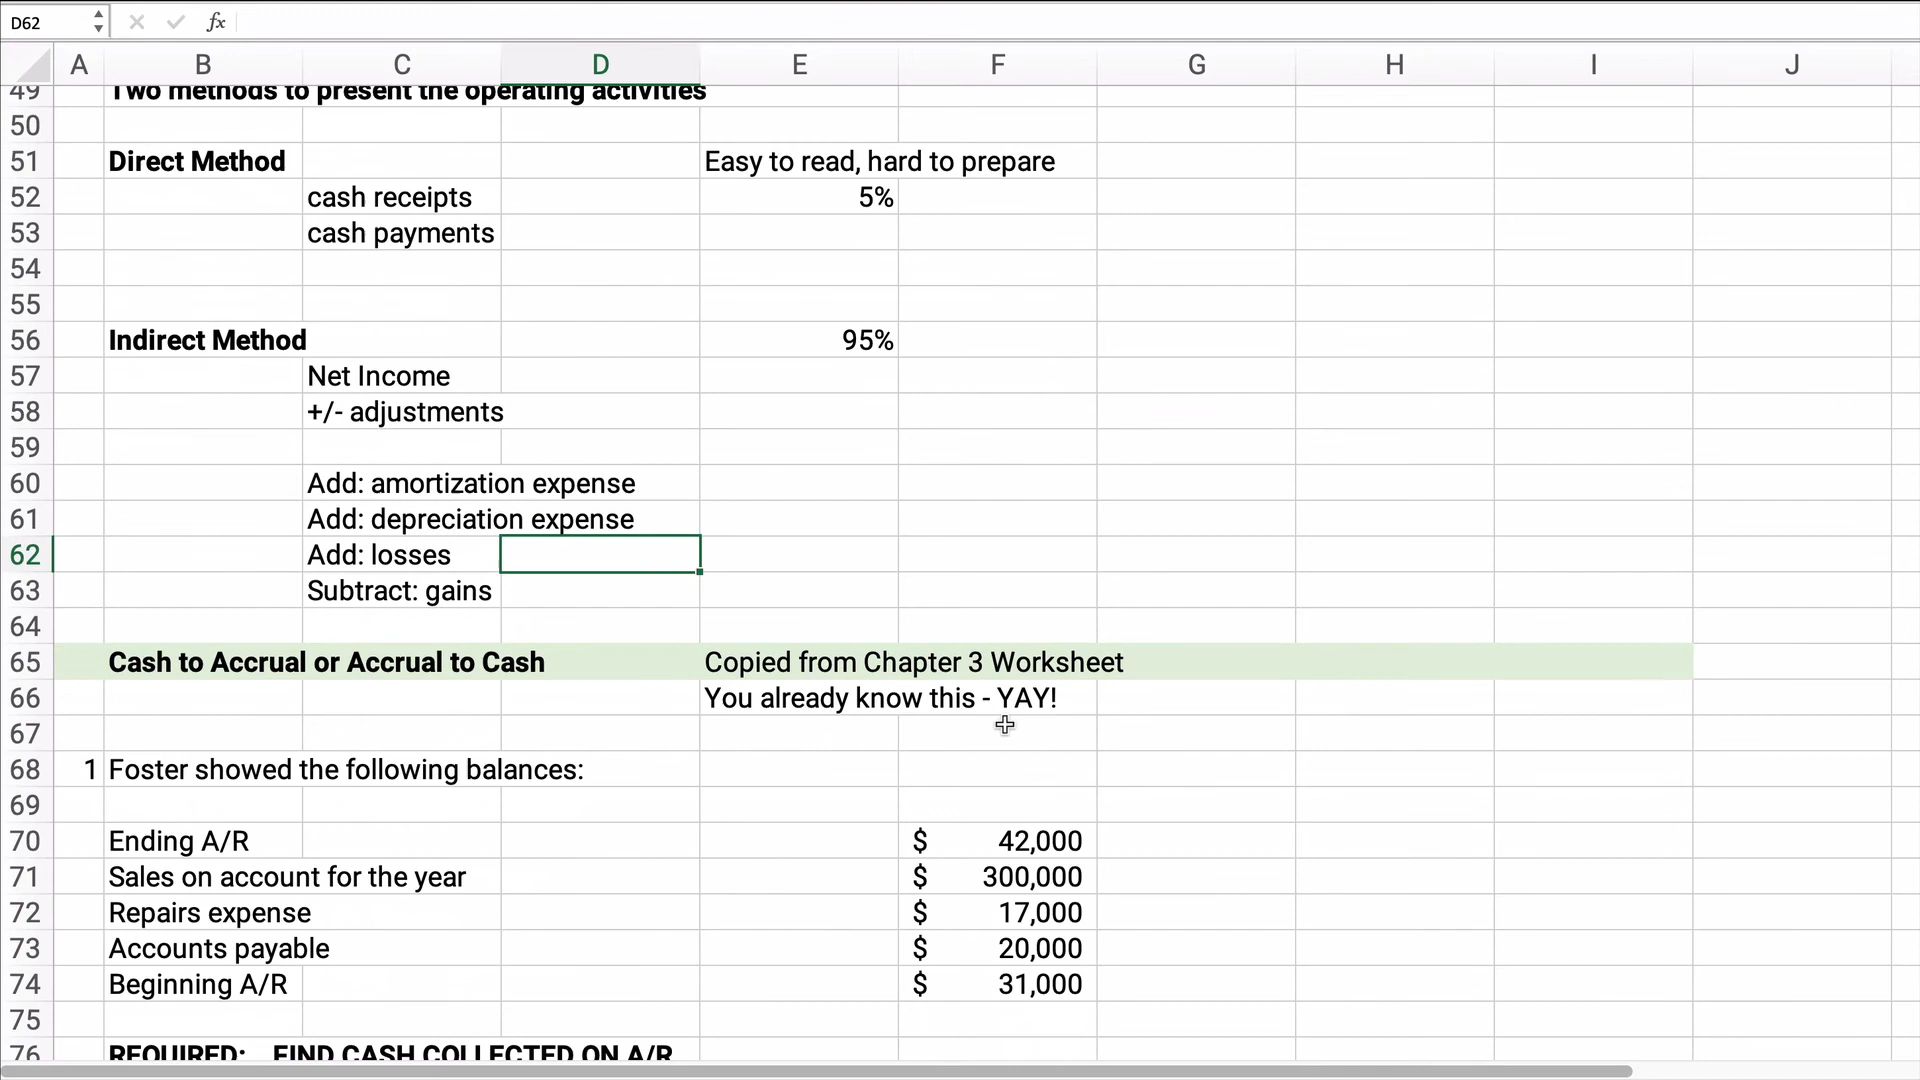 D62 fx
A B C D E F G H I J
49 Two methods to present the operating activities
50
51 Direct Method Easy to read, hard to prepare
52 cash receipts 5%
53 cash payments
54
55
56 Indirect Method 95%
57 Net Income
58 +/- adjustments
59
60 Add: amortization expense
61 Add: depreciation expense
62 Add: losses
63 Subtract: gains
64
65 Cash to Accrual or Accrual to Cash Copied from Chapter 3 Worksheet
66 You already know this - YAY!
67
68 1 Foster showed the following balances:
69
70 Ending A/R $ 42,000
71 Sales on account for the year $ 300,000
72 Repairs expense $ 17,000
73 Accounts payable $ 20,000
74 Beginning A/R $ 31,000
75
76 REQUIRED: FIND CASH COLLECTED ON A/R